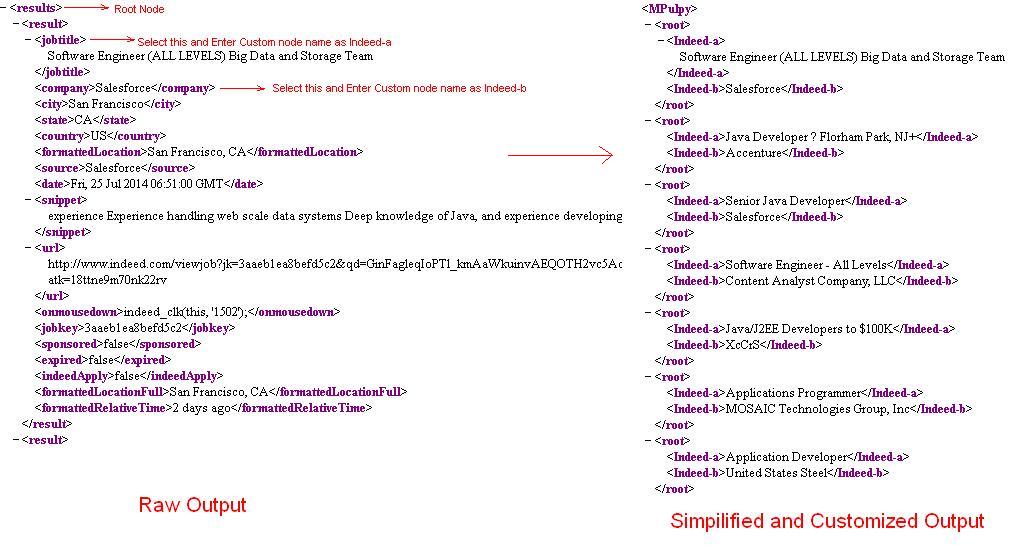 − <results> Root Node
− <result>
− <jobtitle> Select this and Enter Custom node name as Indeed-a
Software Engineer (ALL LEVELS) Big Data and Storage Team
</jobtitle>
<company>Salesforce</company> Select this and Enter Custom node name as Indeed-b
<city>San Francisco</city>
<state>CA</state>
<country>US</country>
<formattedLocation>San Francisco, CA</formattedLocation>
<source>Salesforce</source>
<date>Fri, 25 Jul 2014 06:51:00 GMT</date>
− <snippet>
experience Experience handling web scale data systems Deep knowledge of Java, and experience developing
</snippet>
− <url>
http://www.indeed.com/viewjob?jk=3aaeb1ea8befd5c2&qd=GinFagleqIoPTl_kmAaWkuinvAEQOTH2vc5Ac
atk=18ttne9m70nk22rv
</url>
<onmousedown>indeed_clk(this, '1502');</onmousedown>
<jobkey>3aaeb1ea8befd5c2</jobkey>
<sponsored>false</sponsored>
<expired>false</expired>
<indeedApply>false</indeedApply>
<formattedLocationFull>San Francisco, CA</formattedLocationFull>
<formattedRelativeTime>2 days ago</formattedRelativeTime>
</result>
− <result>
Raw Output
<MPulpy>
− <root>
− <Indeed-a>
Software Engineer (ALL LEVELS) Big Data and Storage Team
</Indeed-a>
<Indeed-b>Salesforce</Indeed-b>
</root>
− <root>
<Indeed-a>Java Developer ? Florham Park, NJ+</Indeed-a>
<Indeed-b>Accenture</Indeed-b>
</root>
− <root>
<Indeed-a>Senior Java Developer</Indeed-a>
<Indeed-b>Salesforce</Indeed-b>
</root>
− <root>
<Indeed-a>Software Engineer - All Levels</Indeed-a>
<Indeed-b>Content Analyst Company, LLC</Indeed-b>
</root>
− <root>
<Indeed-a>Java/J2EE Developers to $100K</Indeed-a>
<Indeed-b>XcCrS</Indeed-b>
</root>
− <root>
<Indeed-a>Applications Programmer</Indeed-a>
<Indeed-b>MOSAIC Technologies Group, Inc</Indeed-b>
</root>
− <root>
<Indeed-a>Application Developer</Indeed-a>
<Indeed-b>United States Steel</Indeed-b>
</root>
Simpilified and Customized Output